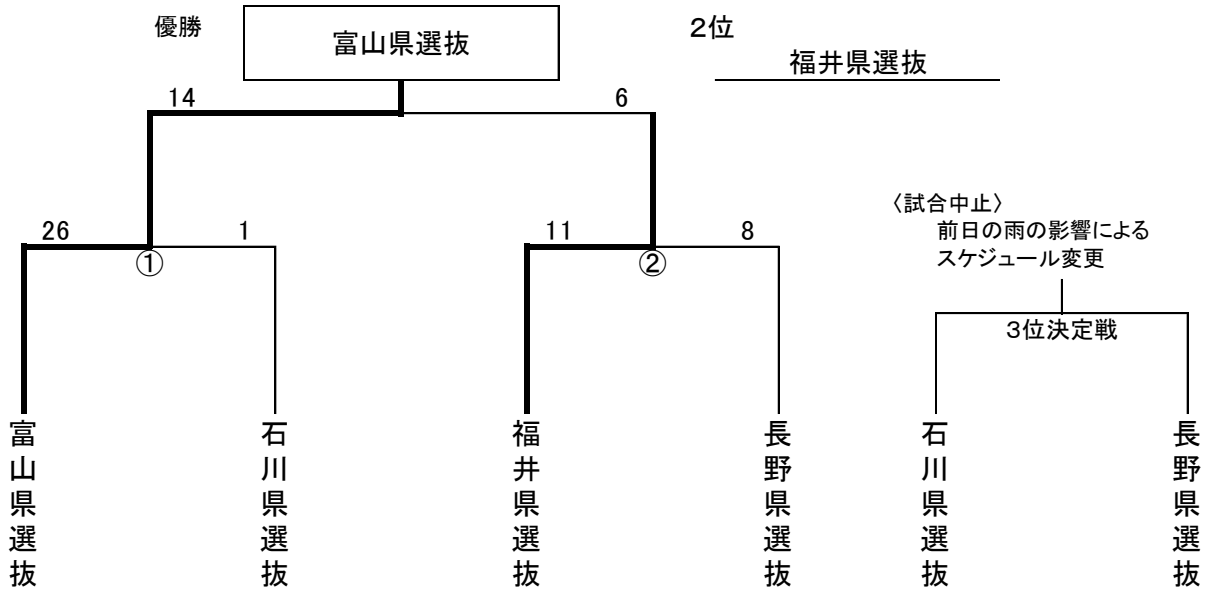 優勝
富山県選抜
2位
福井県選抜
14
6
26
1
11
8
①
②
〈試合中止〉
前日の雨の影響による
スケジュール変更
3位決定戦
富山県選抜
石川県選抜
福井県選抜
長野県選抜
石川県選抜
長野県選抜